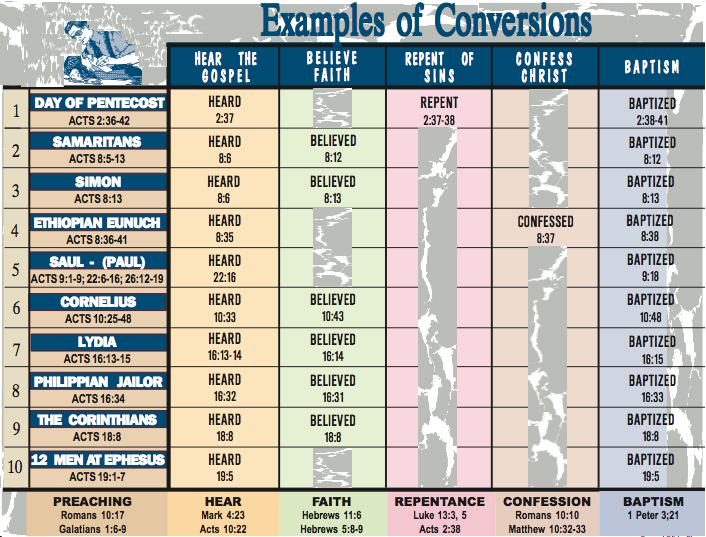 Examples of Conversions
HEAR THE GOSPEL
BELIEVE FAITH
REPENT OF SINS
CONFESS CHRIST
BAPTISM
1
DAY OF PENTECOST
ACTS 2:36-42
HEARD
2:37
REPENT
2:37-38
BAPTIZED
2:38-41
2
SAMARITANS
ACTS 8:5-13
HEARD
8:6
BELIEVED
8:12
BAPTIZED
8:12
3
SIMON
ACTS 8:13
HEARD
8:6
BELIEVED
8:13
BAPTIZED
8:13
4
ETHIOPIAN EUNUCH
ACTS 8:36-41
HEARD
8:35
CONFESSED
8:37
BAPTIZED
8:38
5
SAUL - (PAUL)
ACTS 9:1-9; 22:6-16; 26:12-19
HEARD
22:16
BAPTIZED
9:18
6
CORNELIUS
ACTS 10:25-48
HEARD
10:33
BELIEVED
10:43
BAPTIZED
10:48
7
LYDIA
ACTS 16:13-15
HEARD
16:13-14
BELIEVED
16:14
BAPTIZED
16:15
8
PHILIPPIAN JAILOR
ACTS 16:34
HEARD
16:32
BELIEVED
16:31
BAPTIZED
16:33
9
THE CORINTHIANS
ACTS 18:8
HEARD
18:8
BELIEVED
18:8
BAPTIZED
18:8
10
12 MEN AT EPHESUS
ACTS 19:1-7
HEARD
19:5
BAPTIZED
19:5
PREACHING
Romans 10:17
Galatians 1:6-9
HEAR
Mark 4:23
Acts 10:22
FAITH
Hebrews 11:6
Hebrews 5:8-9
REPENTANCE
Luke 13:3, 5
Acts 2:38
CONFESSION
Romans 10:10
Matthew 10:32-33
BAPTISM
1 Peter 3;21